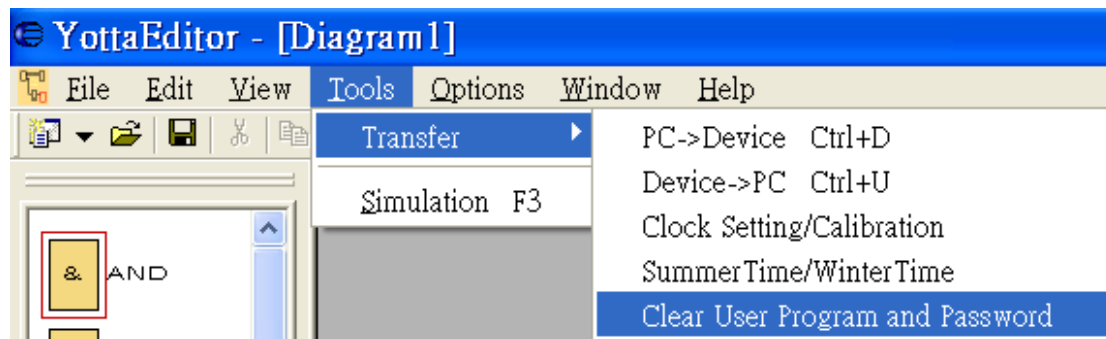 YottaEditor - [Diagram1]
File Edit View Tools Options Window Help
Transfer
Simulation F3
PC->Device Ctrl+D
Device->PC Ctrl+U
Clock Setting/Calibration
SummerTime/WinterTime
Clear User Program and Password
& AND